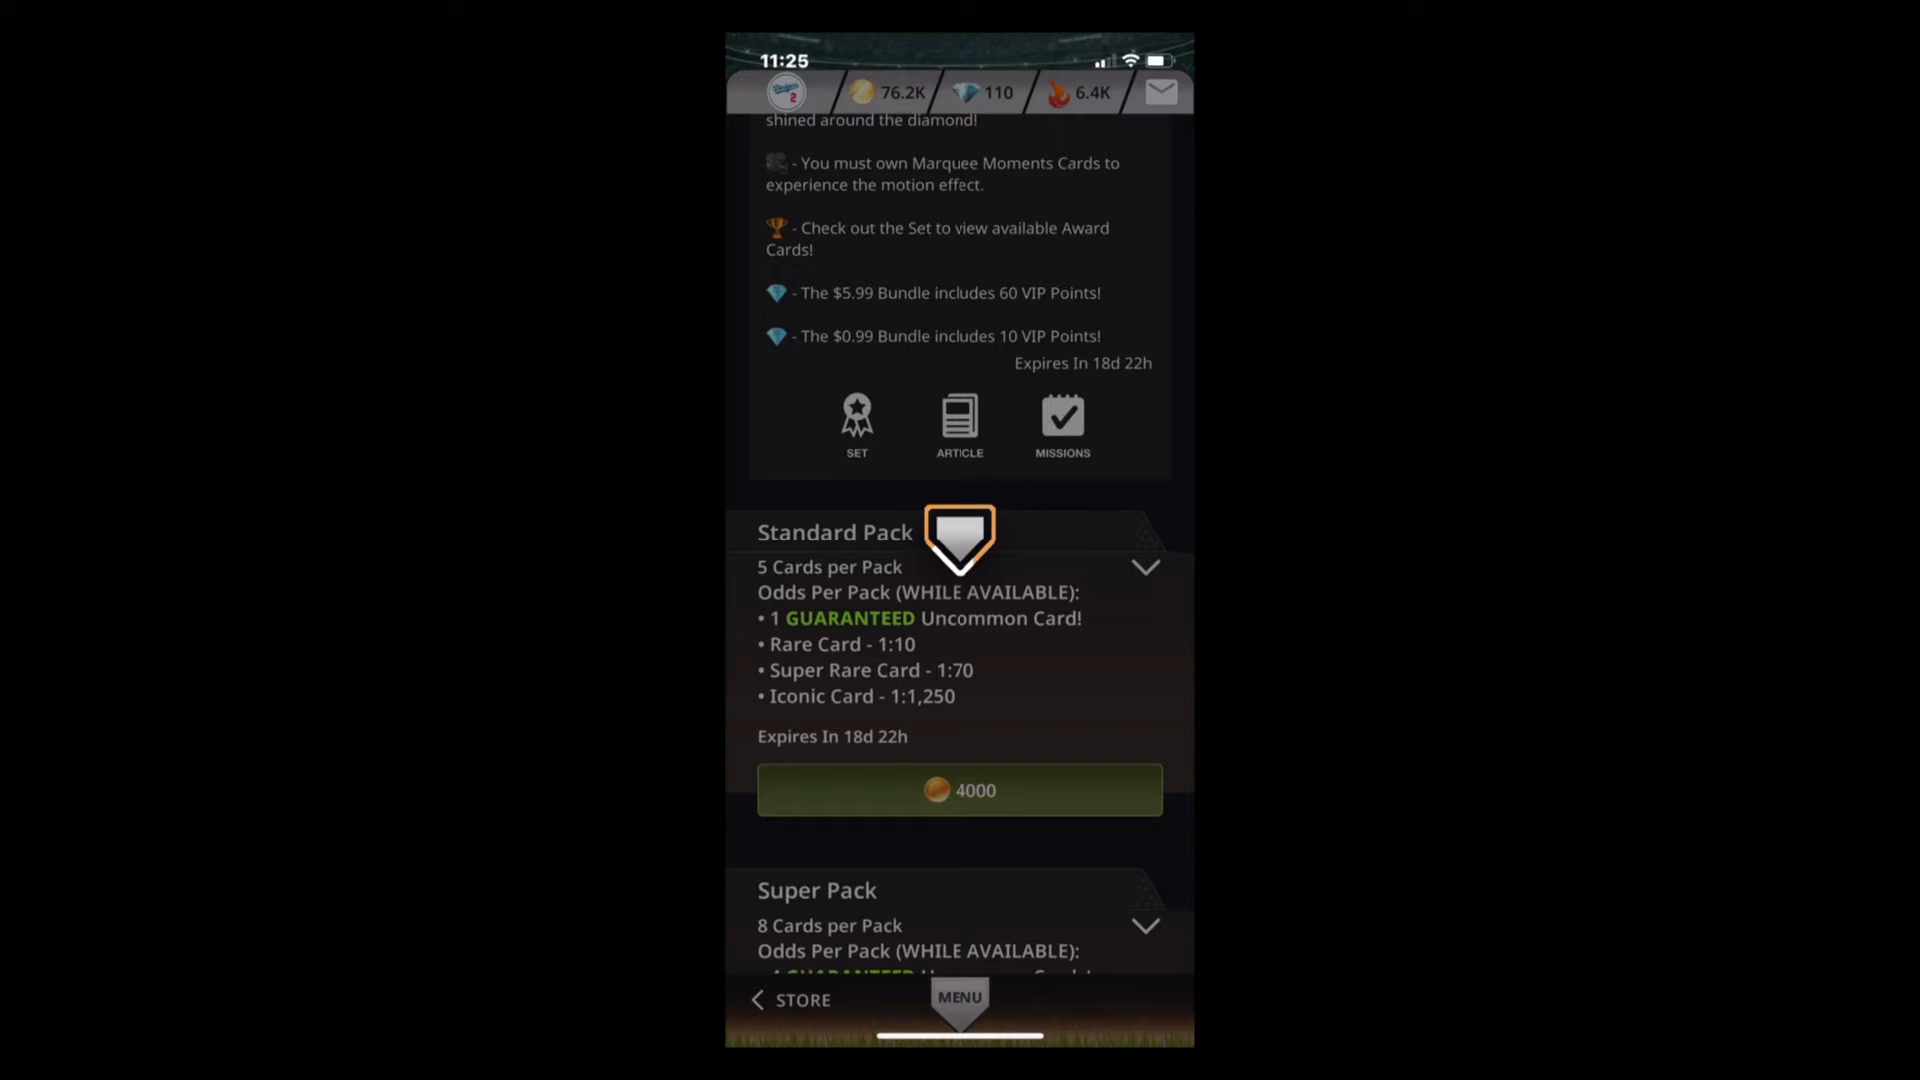 11:25
Dodgers 2
76.2K
110
6.4K
shined around the diamond!
- You must own Marquee Moments Cards to
experience the motion effect.
- Check out the Set to view available Award
Cards!
- The $5.99 Bundle includes 60 VIP Points!
- The $0.99 Bundle includes 10 VIP Points!
Expires In 18d 22h
SET
ARTICLE
MISSIONS
Standard Pack
5 Cards per Pack
Odds Per Pack (WHILE AVAILABLE):
• 1 GUARANTEED Uncommon Card!
• Rare Card - 1:10
• Super Rare Card - 1:70
• Iconic Card - 1:1,250
Expires In 18d 22h
4000
Super Pack
8 Cards per Pack
Odds Per Pack (WHILE AVAILABLE):
STORE
MENU